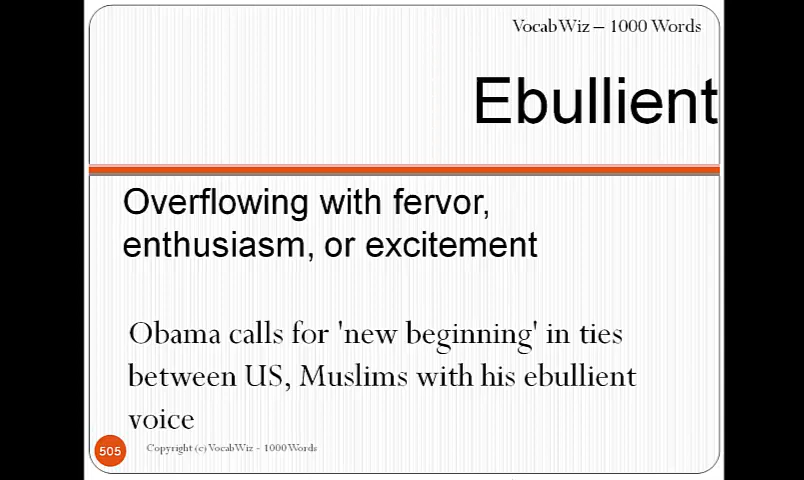 VocabWiz – 1000 Words
Ebullient
Overflowing with fervor,
enthusiasm, or excitement
Obama calls for 'new beginning' in ties
between US, Muslims with his ebullient
voice
505
Copyright (c) VocabWiz - 1000 Words